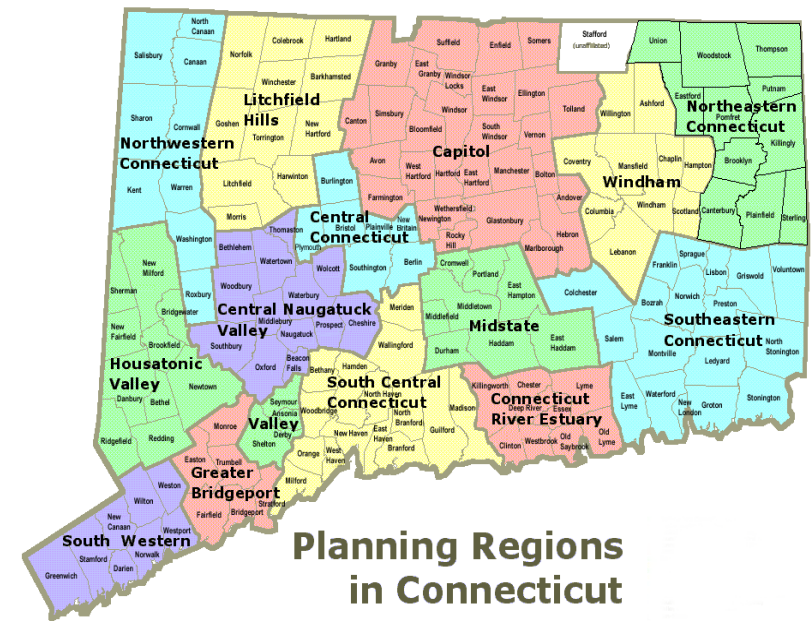 North
Canaan
Salisbury
Canaan
Norfolk
Colebrook
Hartland
Winchester
Barkhamsted
Litchfield
Hills
Sharon
Cornwall
Goshen
Torrington
New
Hartford
Northwestern
Connecticut
Kent
Warren
Litchfield
Harwinton
Morris
Washington
Roxbury
Granby
East
Granby
Suffield
Windsor
Locks
Enfield
Somers
East
Windsor
Ellington
Canton
Simsbury
Windsor
Tolland
Bloomfield
South
Windsor
Vernon
Capitol
Avon
West
Hartford
Hartford
East
Hartford
Manchester
Bolton
Farmington
Wethersfield
Newington
Glastonbury
Andover
Rocky
Hill
Hebron
Marlborough
Stafford
(unaffiliated)
Union
Woodstock
Thompson
Putnam
Eastford
Pomfret
Northeastern
Connecticut
Killingly
Brooklyn
Canterbury
Plainfield
Sterling
Willington
Ashford
Coventry
Mansfield
Chaplin
Hampton
Windham
Columbia
Windham
Scotland
Lebanon
Burlington
Central
Connecticut
Bristol
Plainville
New
Britain
Plymouth
Southington
Berlin
Bethlehem
Thomaston
Watertown
Wolcott
Woodbury
Waterbury
Central Naugatuck
Valley
Middlebury
Naugatuck
Prospect
Cheshire
Southbury
Oxford
Beacon
Falls
New
Milford
Sherman
Bridgewater
New
Fairfield
Brookfield
Housatonic
Valley
Danbury
Bethel
Newtown
Ridgefield
Redding
Cromwell
Portland
East
Hampton
Middletown
Middlefield
Midstate
Durham
Haddam
East
Haddam
Colchester
Franklin
Sprague
Lisbon
Griswold
Voluntown
Bozrah
Norwich
Preston
Southeastern
Connecticut
Salem
Montville
Ledyard
North
Stonington
East
Lyme
Waterford
New
London
Groton
Stonington
Meriden
Wallingford
Bethany
Hamden
South Central
Connecticut
North Haven
Woodbridge
North
Branford
Madison
New Haven
East
Haven
Branford
Guilford
Orange
West
Haven
Milford
Killingworth
Chester
Lyme
Connecticut
River Estuary
Deep River
Essex
Clinton
Westbrook
Old
Saybrook
Old
Lyme
Seymour
Ansonia
Valley
Derby
Shelton
Monroe
Easton
Trumbull
Greater
Bridgeport
Fairfield
Bridgeport
Stratford
Weston
Wilton
New
Canaan
Westport
South Western
Stamford
Norwalk
Darien
Greenwich
Planning Regions
in Connecticut